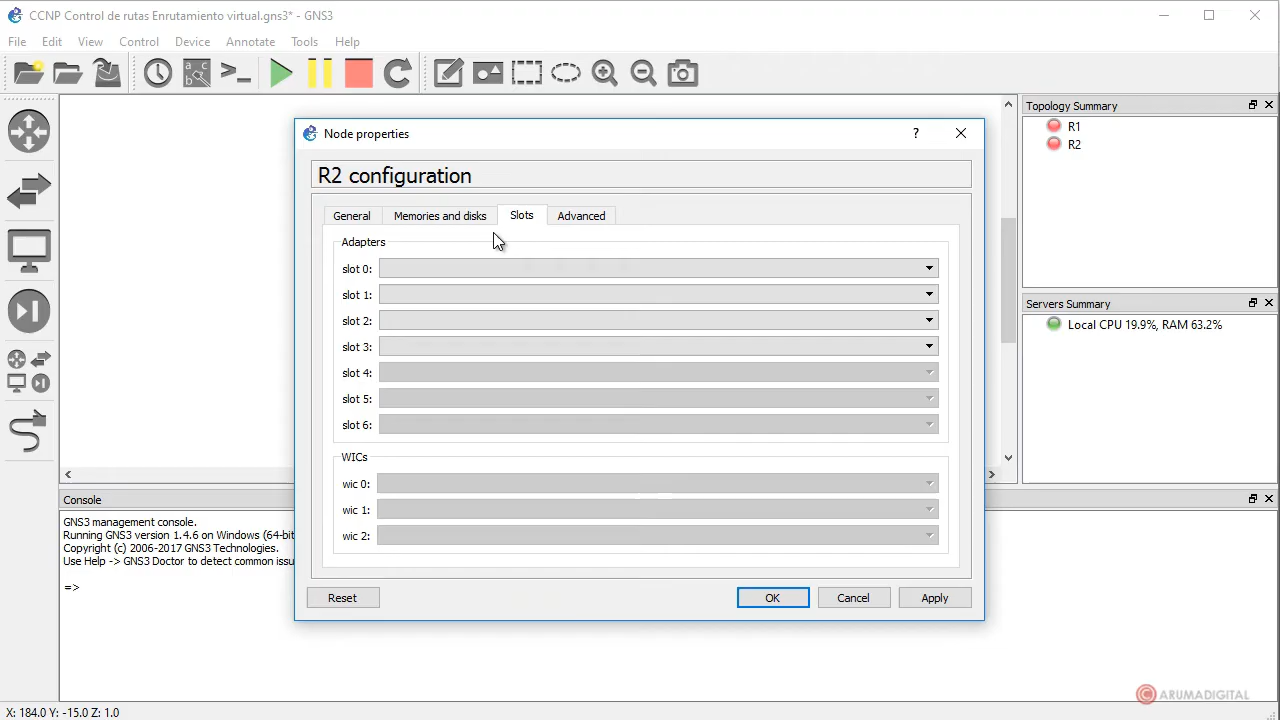 CCNP Control de rutas Enrutamiento virtual.gns3* - GNS3
File Edit View Control Device Annotate Tools Help
Node properties
R2 configuration
General Memories and disks Slots Advanced
Adapters
slot 0:
slot 1:
slot 2:
slot 3:
slot 4:
slot 5:
slot 6:
WICs
wic 0:
wic 1:
wic 2:
Reset OK Cancel Apply
Topology Summary
R1
R2
Servers Summary
Local CPU 19.9%, RAM 63.2%
Console
GNS3 management console.
Running GNS3 version 1.4.6 on Windows (64-bit
Copyright (c) 2006-2017 GNS3 Technologies.
Use Help -> GNS3 Doctor to detect common issu
=>
© ARUMADIGITAL
X: 184.0 Y: -15.0 Z: 1.0